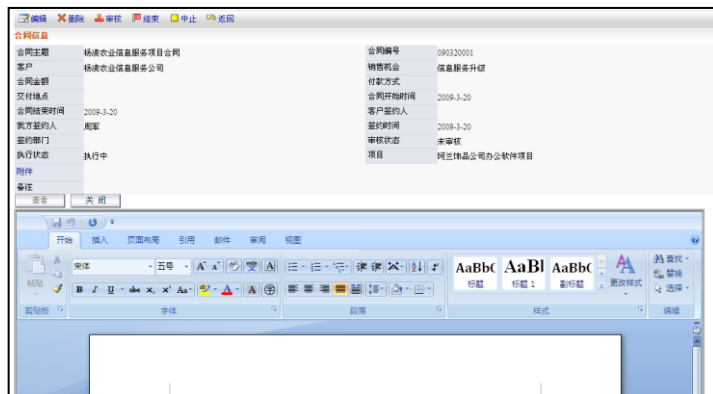 编辑 删除 审核 结束 中止 返回
合同信息
合同主题 杨凌农业信息服务项目合同 合同编号 090320001
客户 杨凌农业信息服务公司 销售机会 信息服务升级
合同金额 付款方式
交付地点 合同开始时间 2009-3-20
合同结束时间 2009-3-20 客户签约人
我方签约人 周军 签约时间 2009-3-20
签约部门 审核状态 未审核
执行状态 执行中 项目 珂兰饰品公司办公软件项目
附件
备注
查看 关闭
开始 插入 页面布局 引用 邮件 审阅 视图
宋体 五号 A A 变 A AaBbC AaBl AaBbC 查找
粘贴 标题 标题 1 副标题 更改样式 替换
B I U abc x₂ x² Aa A A 字 选择
剪贴板 字体 段落 样式 编辑